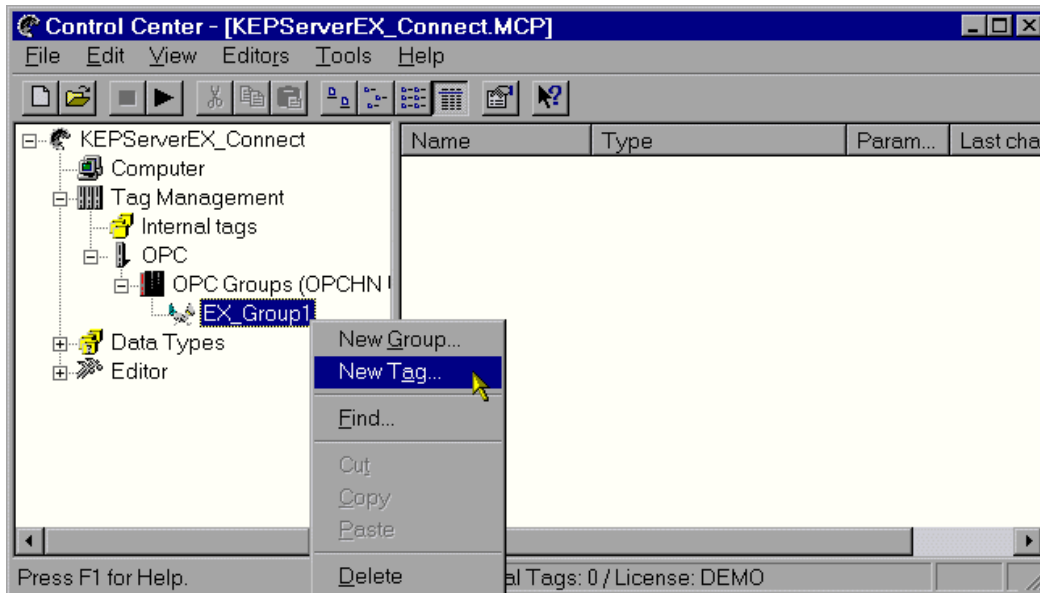 Control Center - [KEPServerEX_Connect.MCP]
File Edit View Editors Tools Help
Name Type Param... Last cha
KEPServerEX_Connect
Computer
Tag Management
Internal tags
OPC
OPC Groups (OPCHN
EX_Group1
Data Types
Editor
New Group...
New Tag...
Find...
Cut
Copy
Paste
Delete
Press F1 for Help. al Tags: 0 / License: DEMO